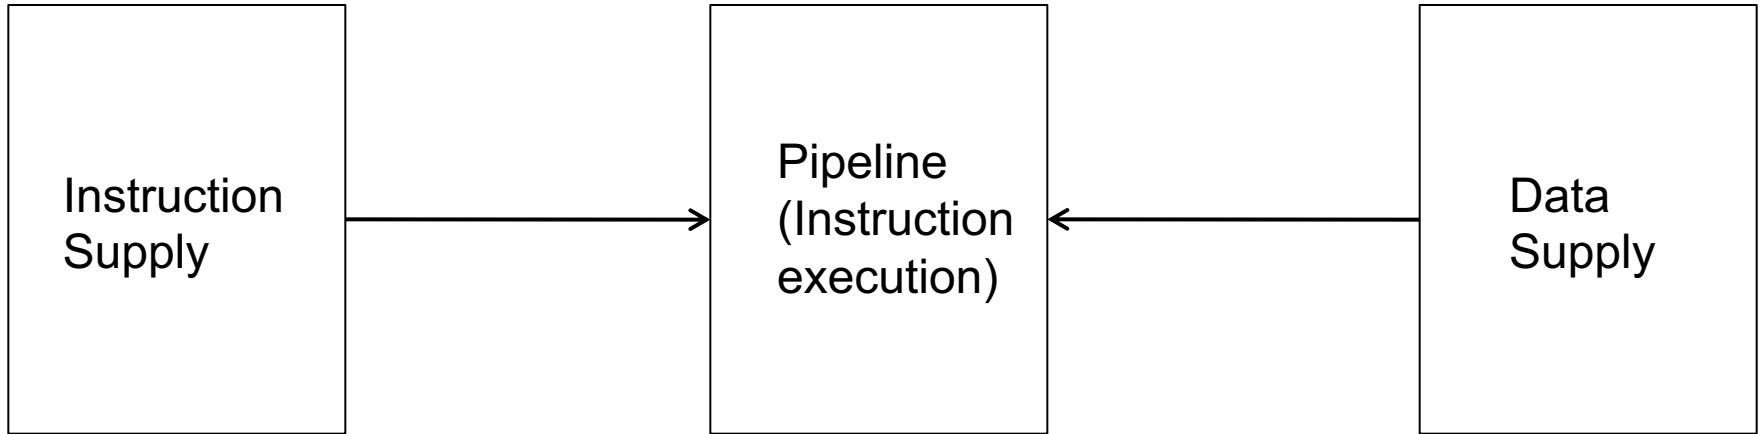 Instruction
Supply
Pipeline
(Instruction
execution)
Data
Supply